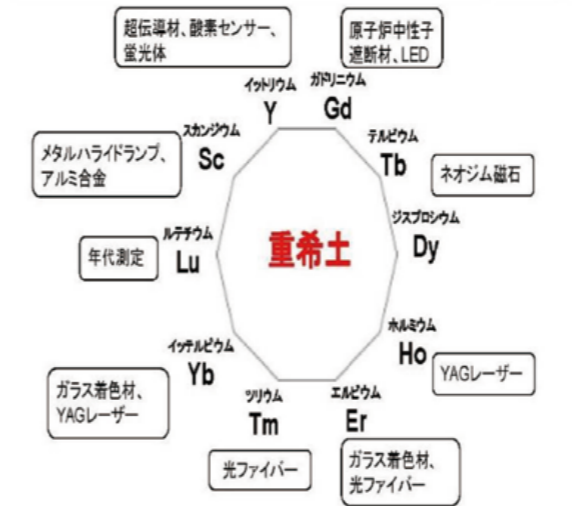 超伝導材、酸素センサー、
蛍光体
原子炉中性子
遮断材、LED
イットリウム
Y
ガドリニウム
Gd
スカンジウム
Sc
テルビウム
Tb
メタルハライドランプ、
アルミ合金
ネオジム磁石
ジスプロシウム
Dy
ルテチウム
Lu
年代測定
重希土
ホルミウム
Ho
YAGレーザー
イッテルビウム
Yb
ガラス着色材、
YAGレーザー
ツリウム
Tm
エルビウム
Er
光ファイバー
ガラス着色材、
光ファイバー